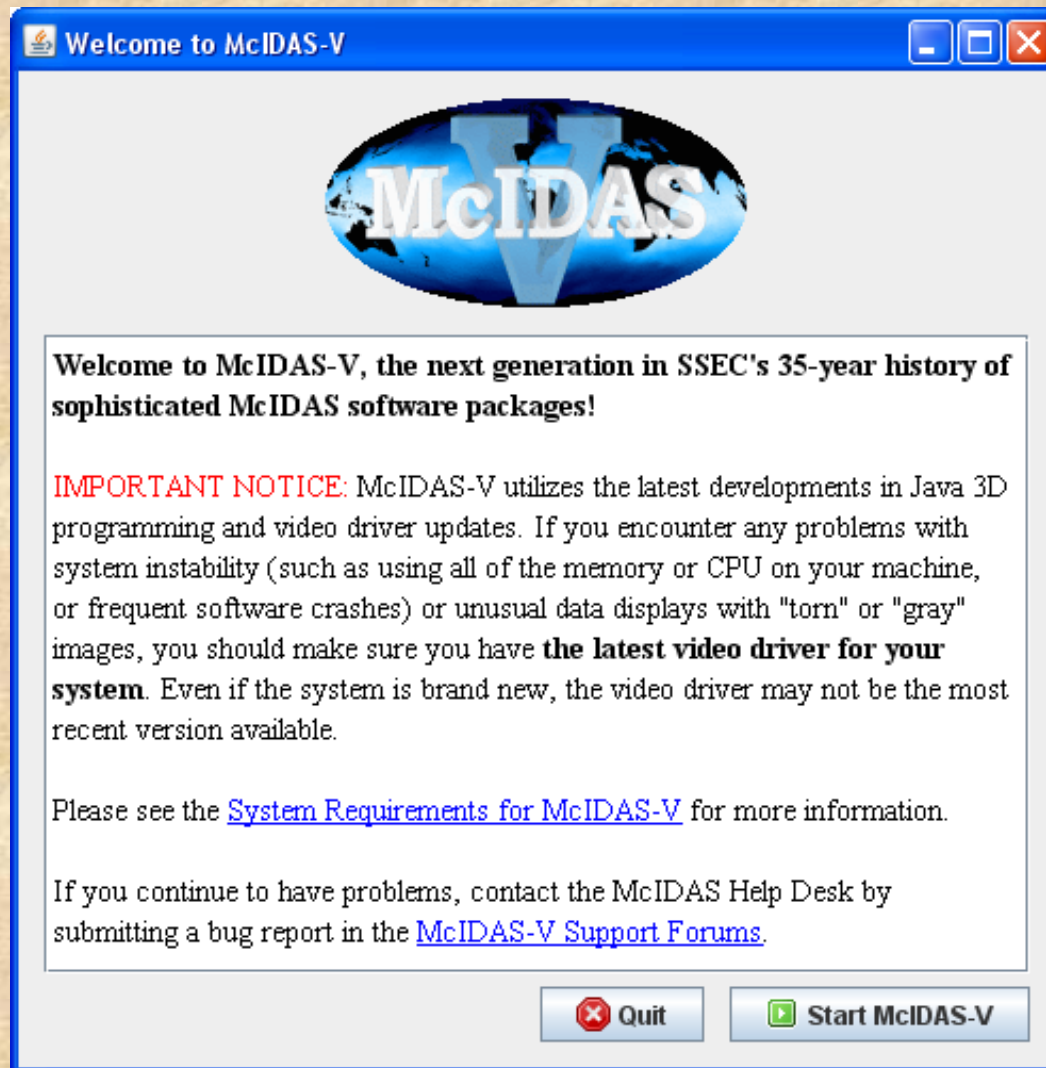 Welcome to McIDAS-V
V
McIDAS
Welcome to McIDAS-V, the next generation in SSEC's 35-year history of
sophisticated McIDAS software packages!
IMPORTANT NOTICE: McIDAS-V utilizes the latest developments in Java 3D
programming and video driver updates. If you encounter any problems with
system instability (such as using all of the memory or CPU on your machine,
or frequent software crashes) or unusual data displays with "torn" or "gray"
images, you should make sure you have the latest video driver for your
system. Even if the system is brand new, the video driver may not be the most
recent version available.
Please see the System Requirements for McIDAS-V for more information.
If you continue to have problems, contact the McIDAS Help Desk by
submitting a bug report in the McIDAS-V Support Forums.
Quit
Start McIDAS-V